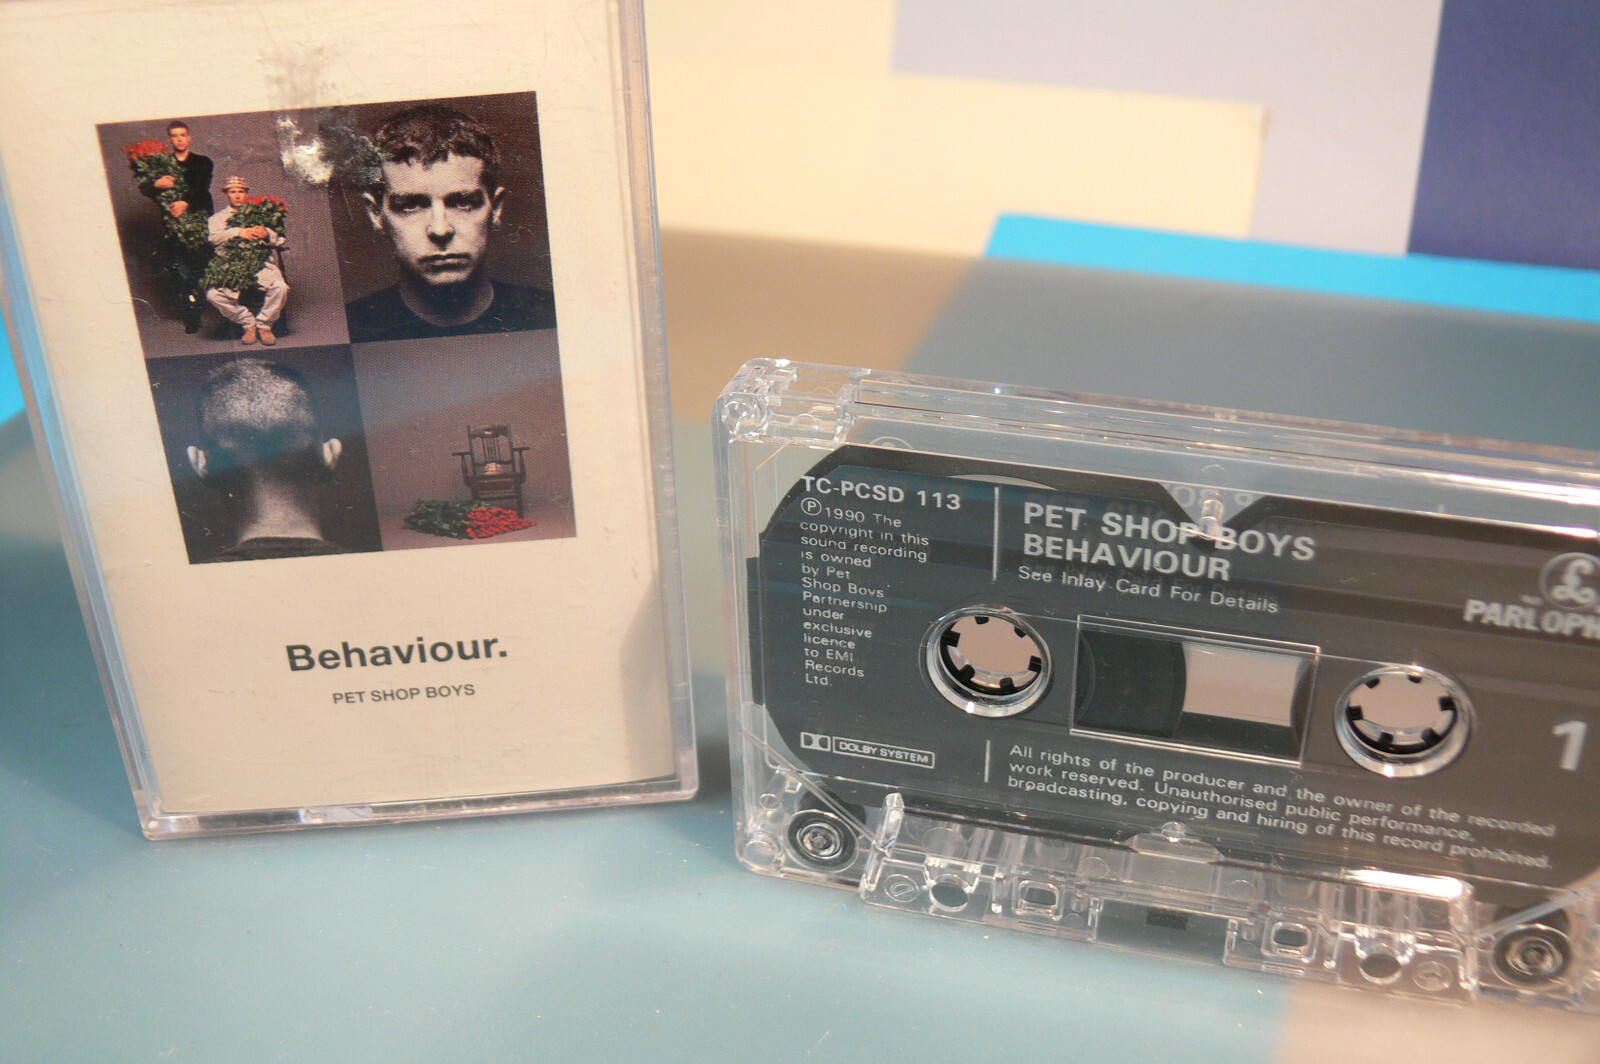 Behaviour.
PET SHOP BOYS
TC-PCSD 113
Ⓟ 1990 The
copyright in this
sound recording
is owned
by Pet
Shop Boys
Partnership
under
exclusive
licence
to EMI
Records
Ltd.
DOLBY SYSTEM
PET SHOP BOYS
BEHAVIOUR
See Inlay Card For Details
£
PARLOPH
1
All rights of the producer and the owner of the recorded
work reserved. Unauthorised public performance,
broadcasting, copying and hiring of this record prohibited.